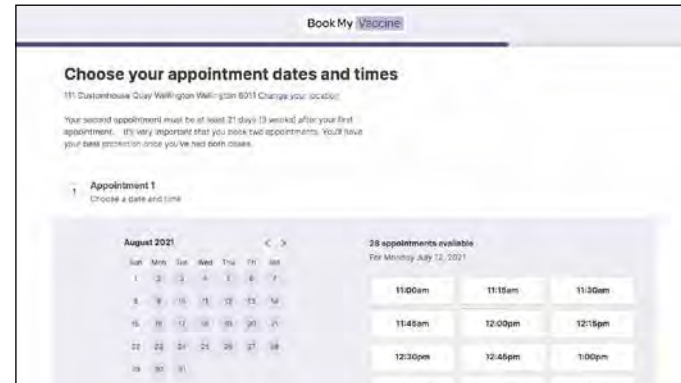 Book My Vaccine
Choose your appointment dates and times
111 Customhouse Quay Wellington Wellington 6011 Change your location
Your second appointment must be at least 21 days (3 weeks) after your first
appointment. It's very important that you book two appointments. You'll have
your best protection once you've had both doses.
1 Appointment 1
Choose a date and time
August 2021 < >
Sun Mon Tue Wed Thu Fri Sat
1 2 3 4 5 6 7
8 9 10 11 12 13 14
15 16 17 18 19 20 21
22 23 24 25 26 27 28
29 30 31
28 appointments available
For Monday July 12, 2021
11:00am 11:15am 11:30am
11:45am 12:00pm 12:15pm
12:30pm 12:45pm 1:00pm